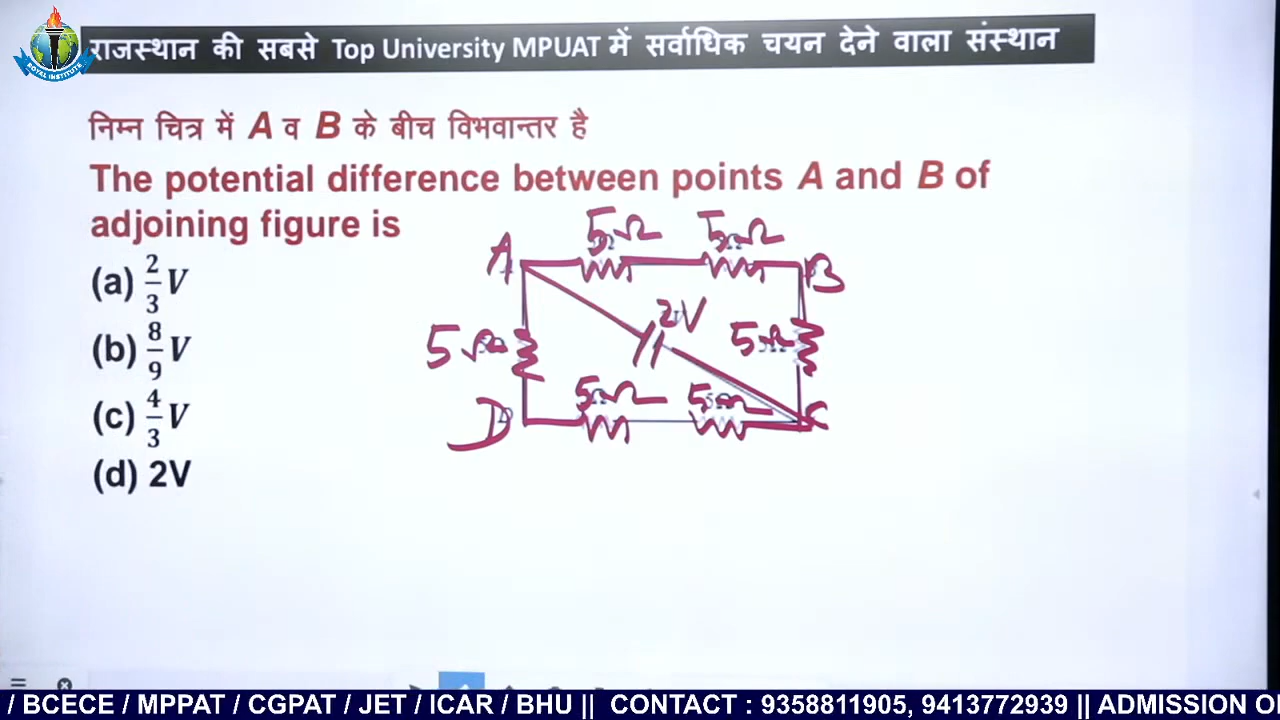 राजस्थान की सबसे Top University MPUAT में सर्वाधिक चयन देने वाला संस्थान
ROYAL INSTITUTE
निम्न चित्र में A व B के बीच विभवान्तर है
The potential difference between points A and B of
adjoining figure is
(a) 2/3 V
(b) 8/9 V
(c) 4/3 V
(d) 2V
5Ω 5Ω
A B
2V
5Ω 5Ω
5Ω 5Ω
D C
/ BCECE / MPPAT / CGPAT / JET / ICAR / BHU || CONTACT : 9358811905, 9413772939 || ADMISSION O